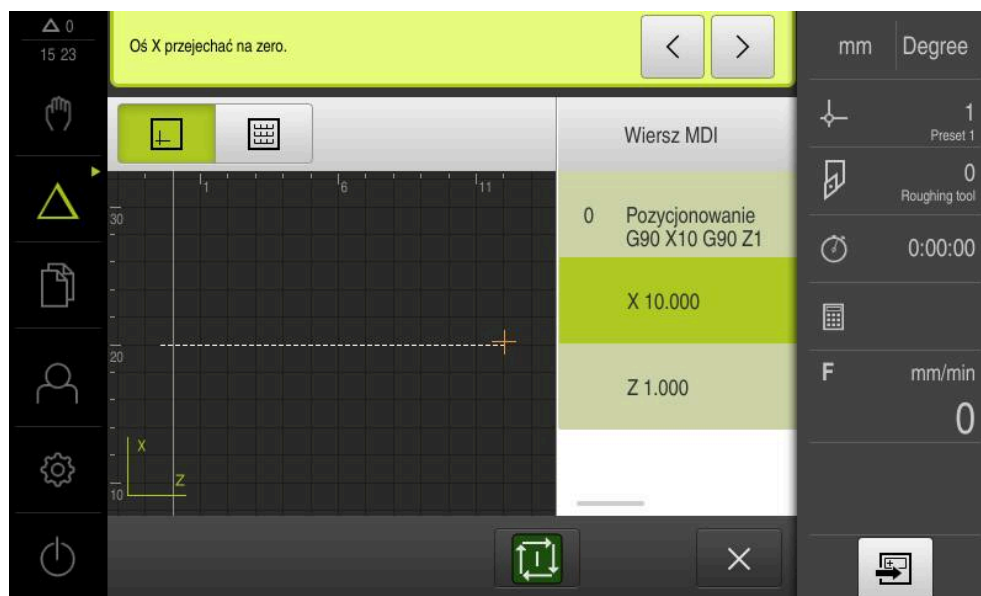 0
15 23
Oś X przejechać na zero.
1
6
11
30
20
10
X
Z
Wiersz MDI
0 Pozycjonowanie
G90 X10 G90 Z1
X 10.000
Z 1.000
mm Degree
1
Preset 1
0
Roughing tool
0:00:00
F mm/min
0